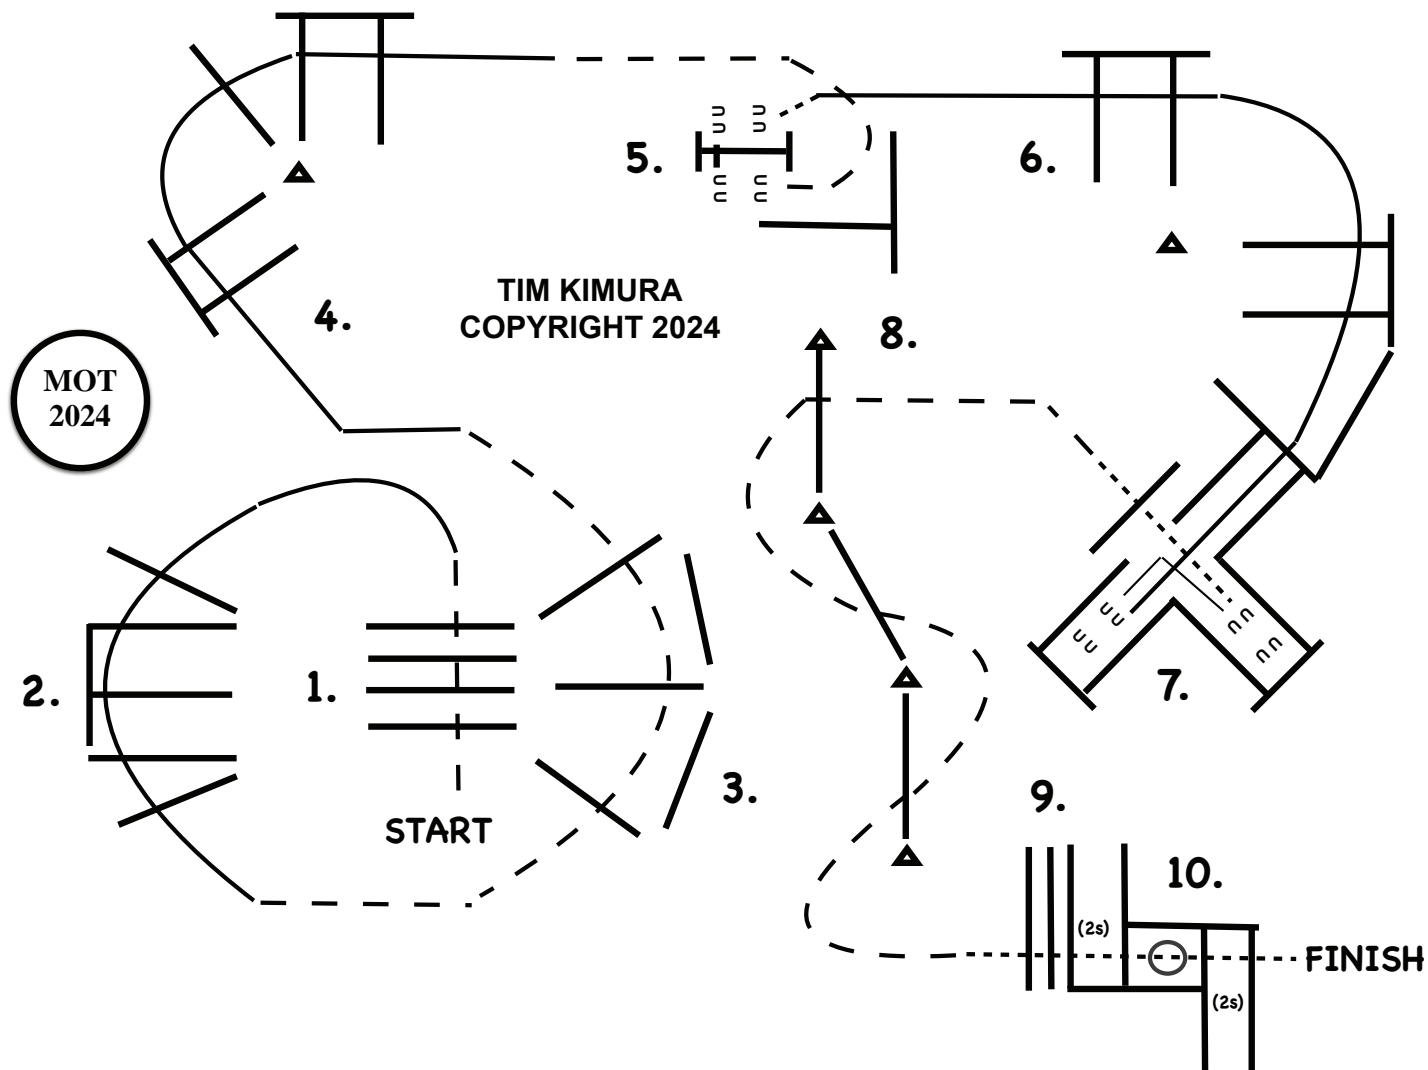 5.
6.
4.
TIM KIMURA
COPYRIGHT 2024
8.
MOT
2024
2.
1.
3.
7.
START
9.
10.
(2s)
FINISH
(2s)